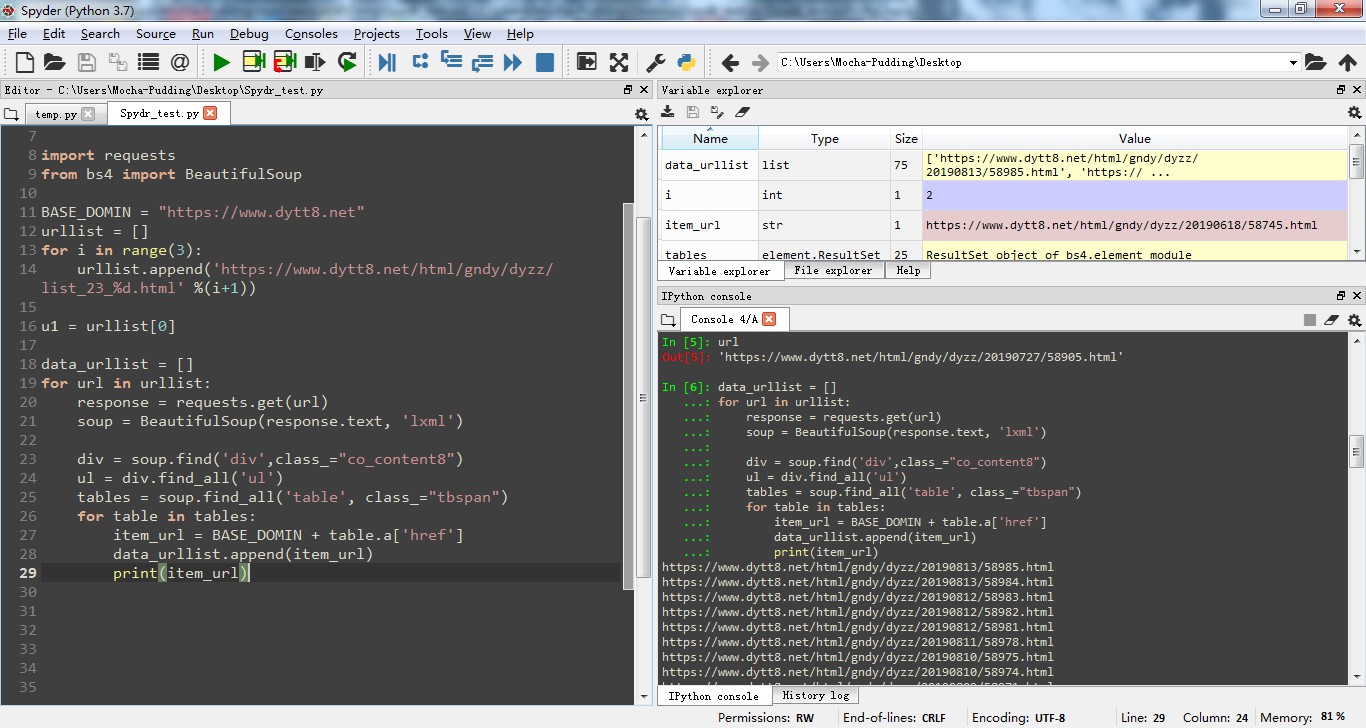 Spyder (Python 3.7)
File Edit Search Source Run Debug Consoles Projects Tools View Help
C:\Users\Mocha-Pudding\Desktop
Editor - C:\Users\Mocha-Pudding\Desktop\Spydr_test.py
temp.py Spydr_test.py
7
8 import requests
9 from bs4 import BeautifulSoup
10
11 BASE_DOMIN = "https://www.dytt8.net"
12 urllist = []
13 for i in range(3):
14     urllist.append('https://www.dytt8.net/html/gndy/dyzz/
list_23_%d.html' %(i+1))
15
16 u1 = urllist[0]
17
18 data_urllist = []
19 for url in urllist:
20     response = requests.get(url)
21     soup = BeautifulSoup(response.text, 'lxml')
22
23     div = soup.find('div',class_="co_content8")
24     ul = div.find_all('ul')
25     tables = soup.find_all('table', class_="tbspan")
26     for table in tables:
27         item_url = BASE_DOMIN + table.a['href']
28         data_urllist.append(item_url)
29         print(item_url)
30
31
32
33
34
35
Variable explorer
Name Type Size Value
data_urllist list 75 ['https://www.dytt8.net/html/gndy/dyzz/
20190813/58985.html', 'https:// ...
i int 1 2
item_url str 1 https://www.dytt8.net/html/gndy/dyzz/20190618/58745.html
tables element.ResultSet 25 ResultSet object of bs4.element module
Variable explorer File explorer Help
IPython console
Console 4/A
In [5]: url
Out[5]: 'https://www.dytt8.net/html/gndy/dyzz/20190727/58905.html'
In [6]: data_urllist = []
...: for url in urllist:
...:     response = requests.get(url)
...:     soup = BeautifulSoup(response.text, 'lxml')
...:
...:     div = soup.find('div',class_="co_content8")
...:     ul = div.find_all('ul')
...:     tables = soup.find_all('table', class_="tbspan")
...:     for table in tables:
...:         item_url = BASE_DOMIN + table.a['href']
...:         data_urllist.append(item_url)
...:         print(item_url)
https://www.dytt8.net/html/gndy/dyzz/20190813/58985.html
https://www.dytt8.net/html/gndy/dyzz/20190813/58984.html
https://www.dytt8.net/html/gndy/dyzz/20190812/58983.html
https://www.dytt8.net/html/gndy/dyzz/20190812/58982.html
https://www.dytt8.net/html/gndy/dyzz/20190812/58981.html
https://www.dytt8.net/html/gndy/dyzz/20190811/58978.html
https://www.dytt8.net/html/gndy/dyzz/20190810/58975.html
https://www.dytt8.net/html/gndy/dyzz/20190810/58974.html
IPython console History log
Permissions: RW End-of-lines: CRLF Encoding: UTF-8 Line: 29 Column: 24 Memory: 81 %